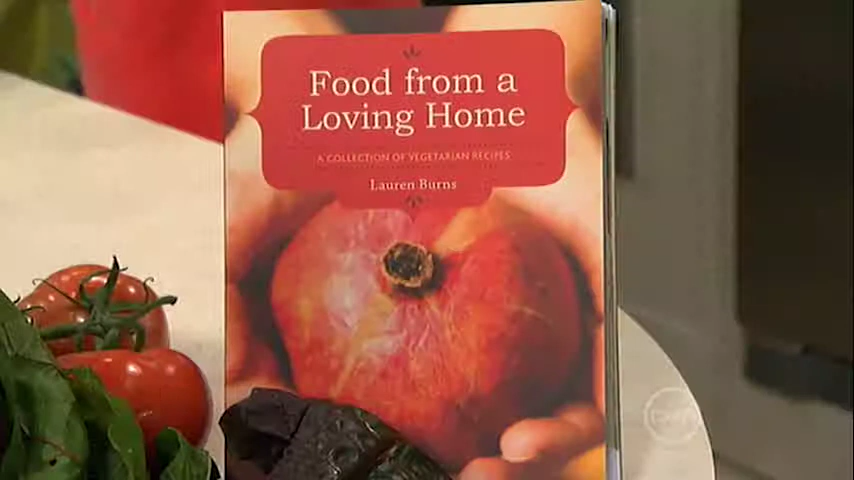 Food from a
Loving Home
A COLLECTION OF VEGETARIAN RECIPES
Lauren Burns